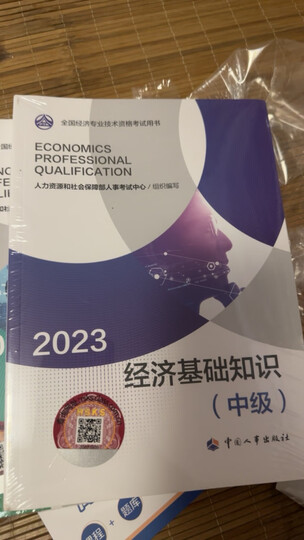 全国经济专业技术资格考试用书
ECONOMICS
PROFESSIONAL
QUALIFICATION
人力资源和社会保障部人事考试中心/组织编写
2023
经济基础知识
（中级）
中国人事出版社
题库